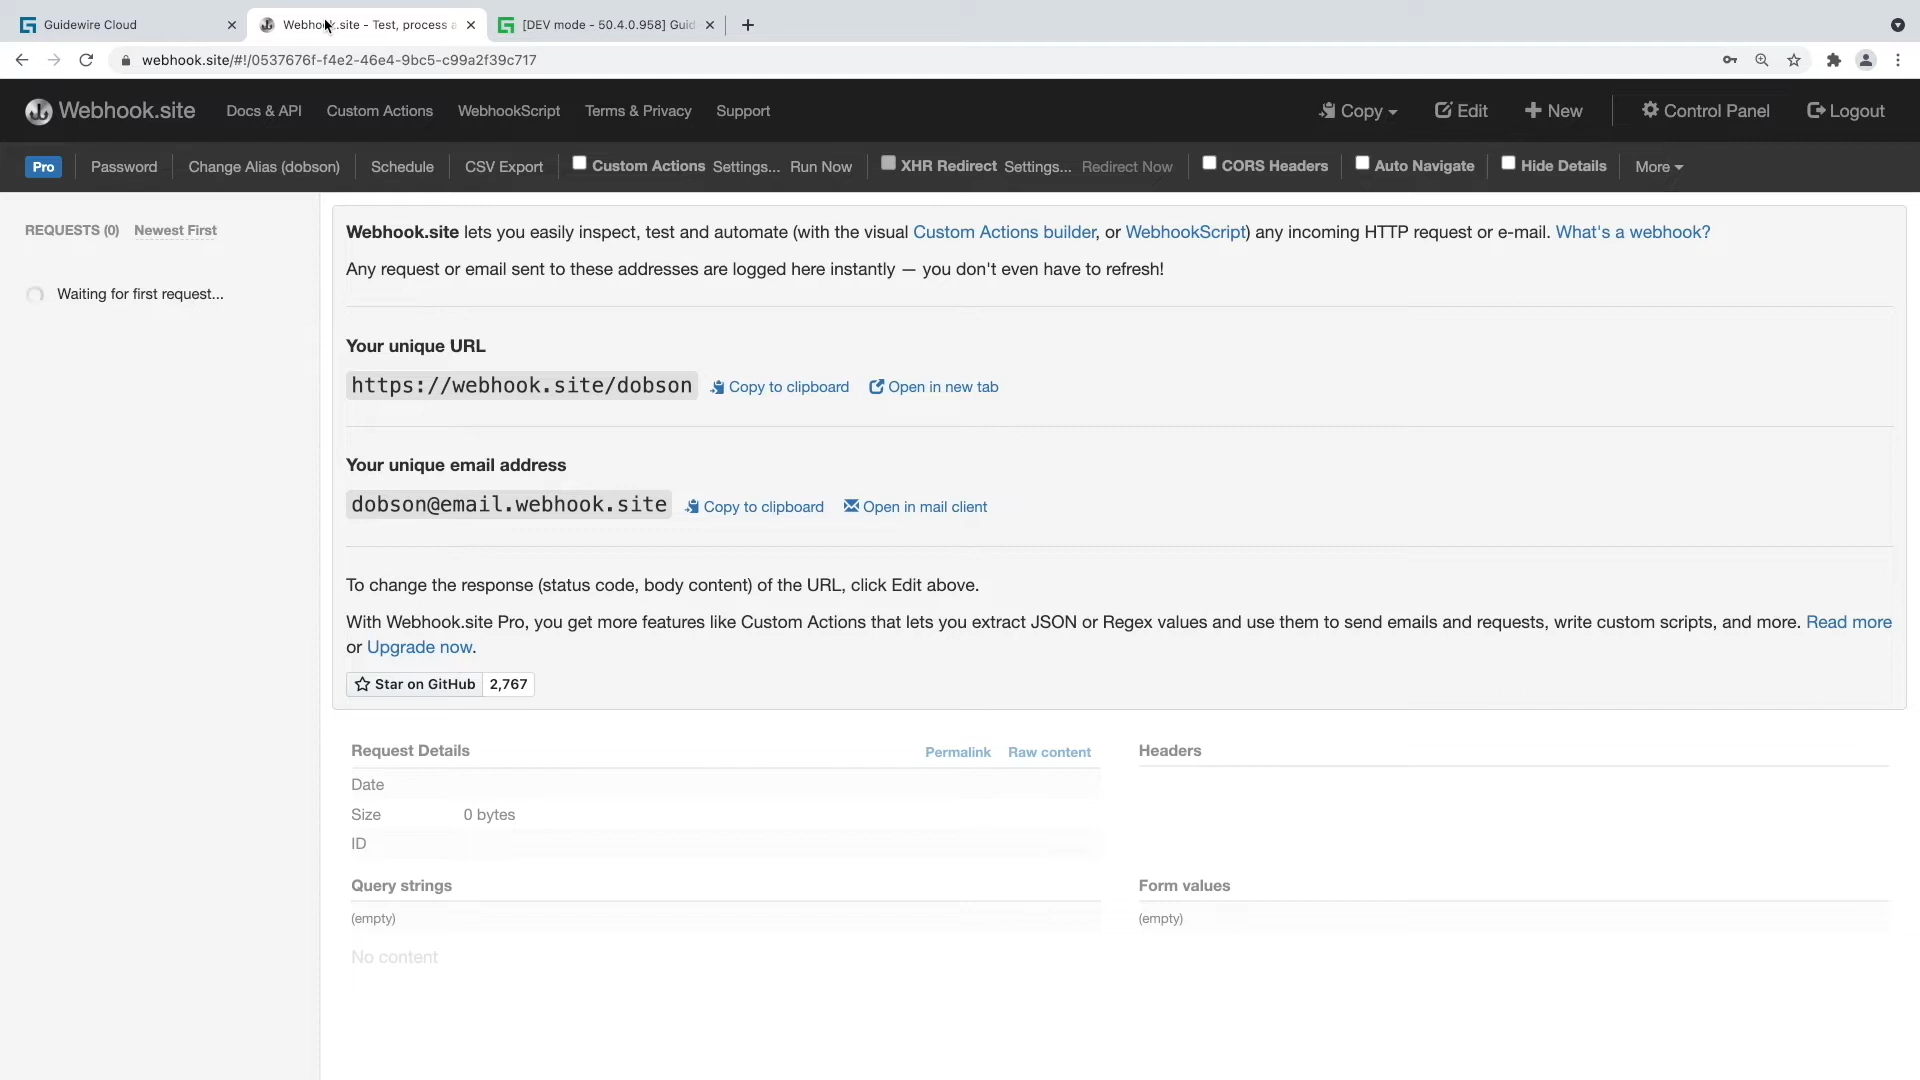 Guidewire Cloud
Webhook.site - Test, process a
[DEV mode - 50.4.0.958] Guid
webhook.site/#!/0537676f-f4e2-46e4-9bc5-c99a2f39c717
Webhook.site Docs & API Custom Actions WebhookScript Terms & Privacy Support Copy Edit New Control Panel Logout
Pro Password Change Alias (dobson) Schedule CSV Export Custom Actions Settings... Run Now XHR Redirect Settings... Redirect Now CORS Headers Auto Navigate Hide Details More
REQUESTS (0) Newest First
Waiting for first request...
Webhook.site lets you easily inspect, test and automate (with the visual Custom Actions builder, or WebhookScript) any incoming HTTP request or e-mail. What's a webhook?
Any request or email sent to these addresses are logged here instantly — you don't even have to refresh!
Your unique URL
https://webhook.site/dobson Copy to clipboard Open in new tab
Your unique email address
dobson@email.webhook.site Copy to clipboard Open in mail client
To change the response (status code, body content) of the URL, click Edit above.
With Webhook.site Pro, you get more features like Custom Actions that lets you extract JSON or Regex values and use them to send emails and requests, write custom scripts, and more. Read more
or Upgrade now.
Star on GitHub 2,767
Request Details Permalink Raw content
Date
Size 0 bytes
ID
Headers
Query strings
(empty)
Form values
(empty)
No content